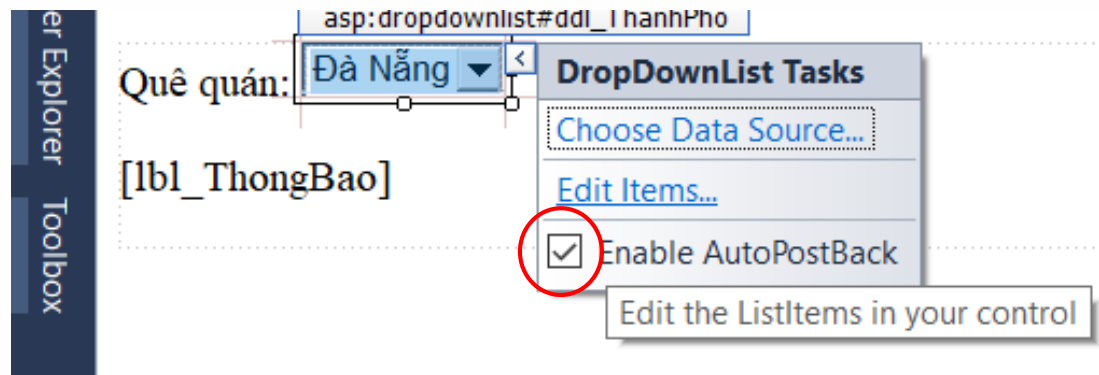 asp:dropdownlist#ddl_ThanhPho
Quê quán:
Đà Nẵng
<
DropDownList Tasks
Choose Data Source...
Edit Items...
Enable AutoPostBack
Edit the ListItems in your control
[lbl_ThongBao]
er Explorer
Toolbox